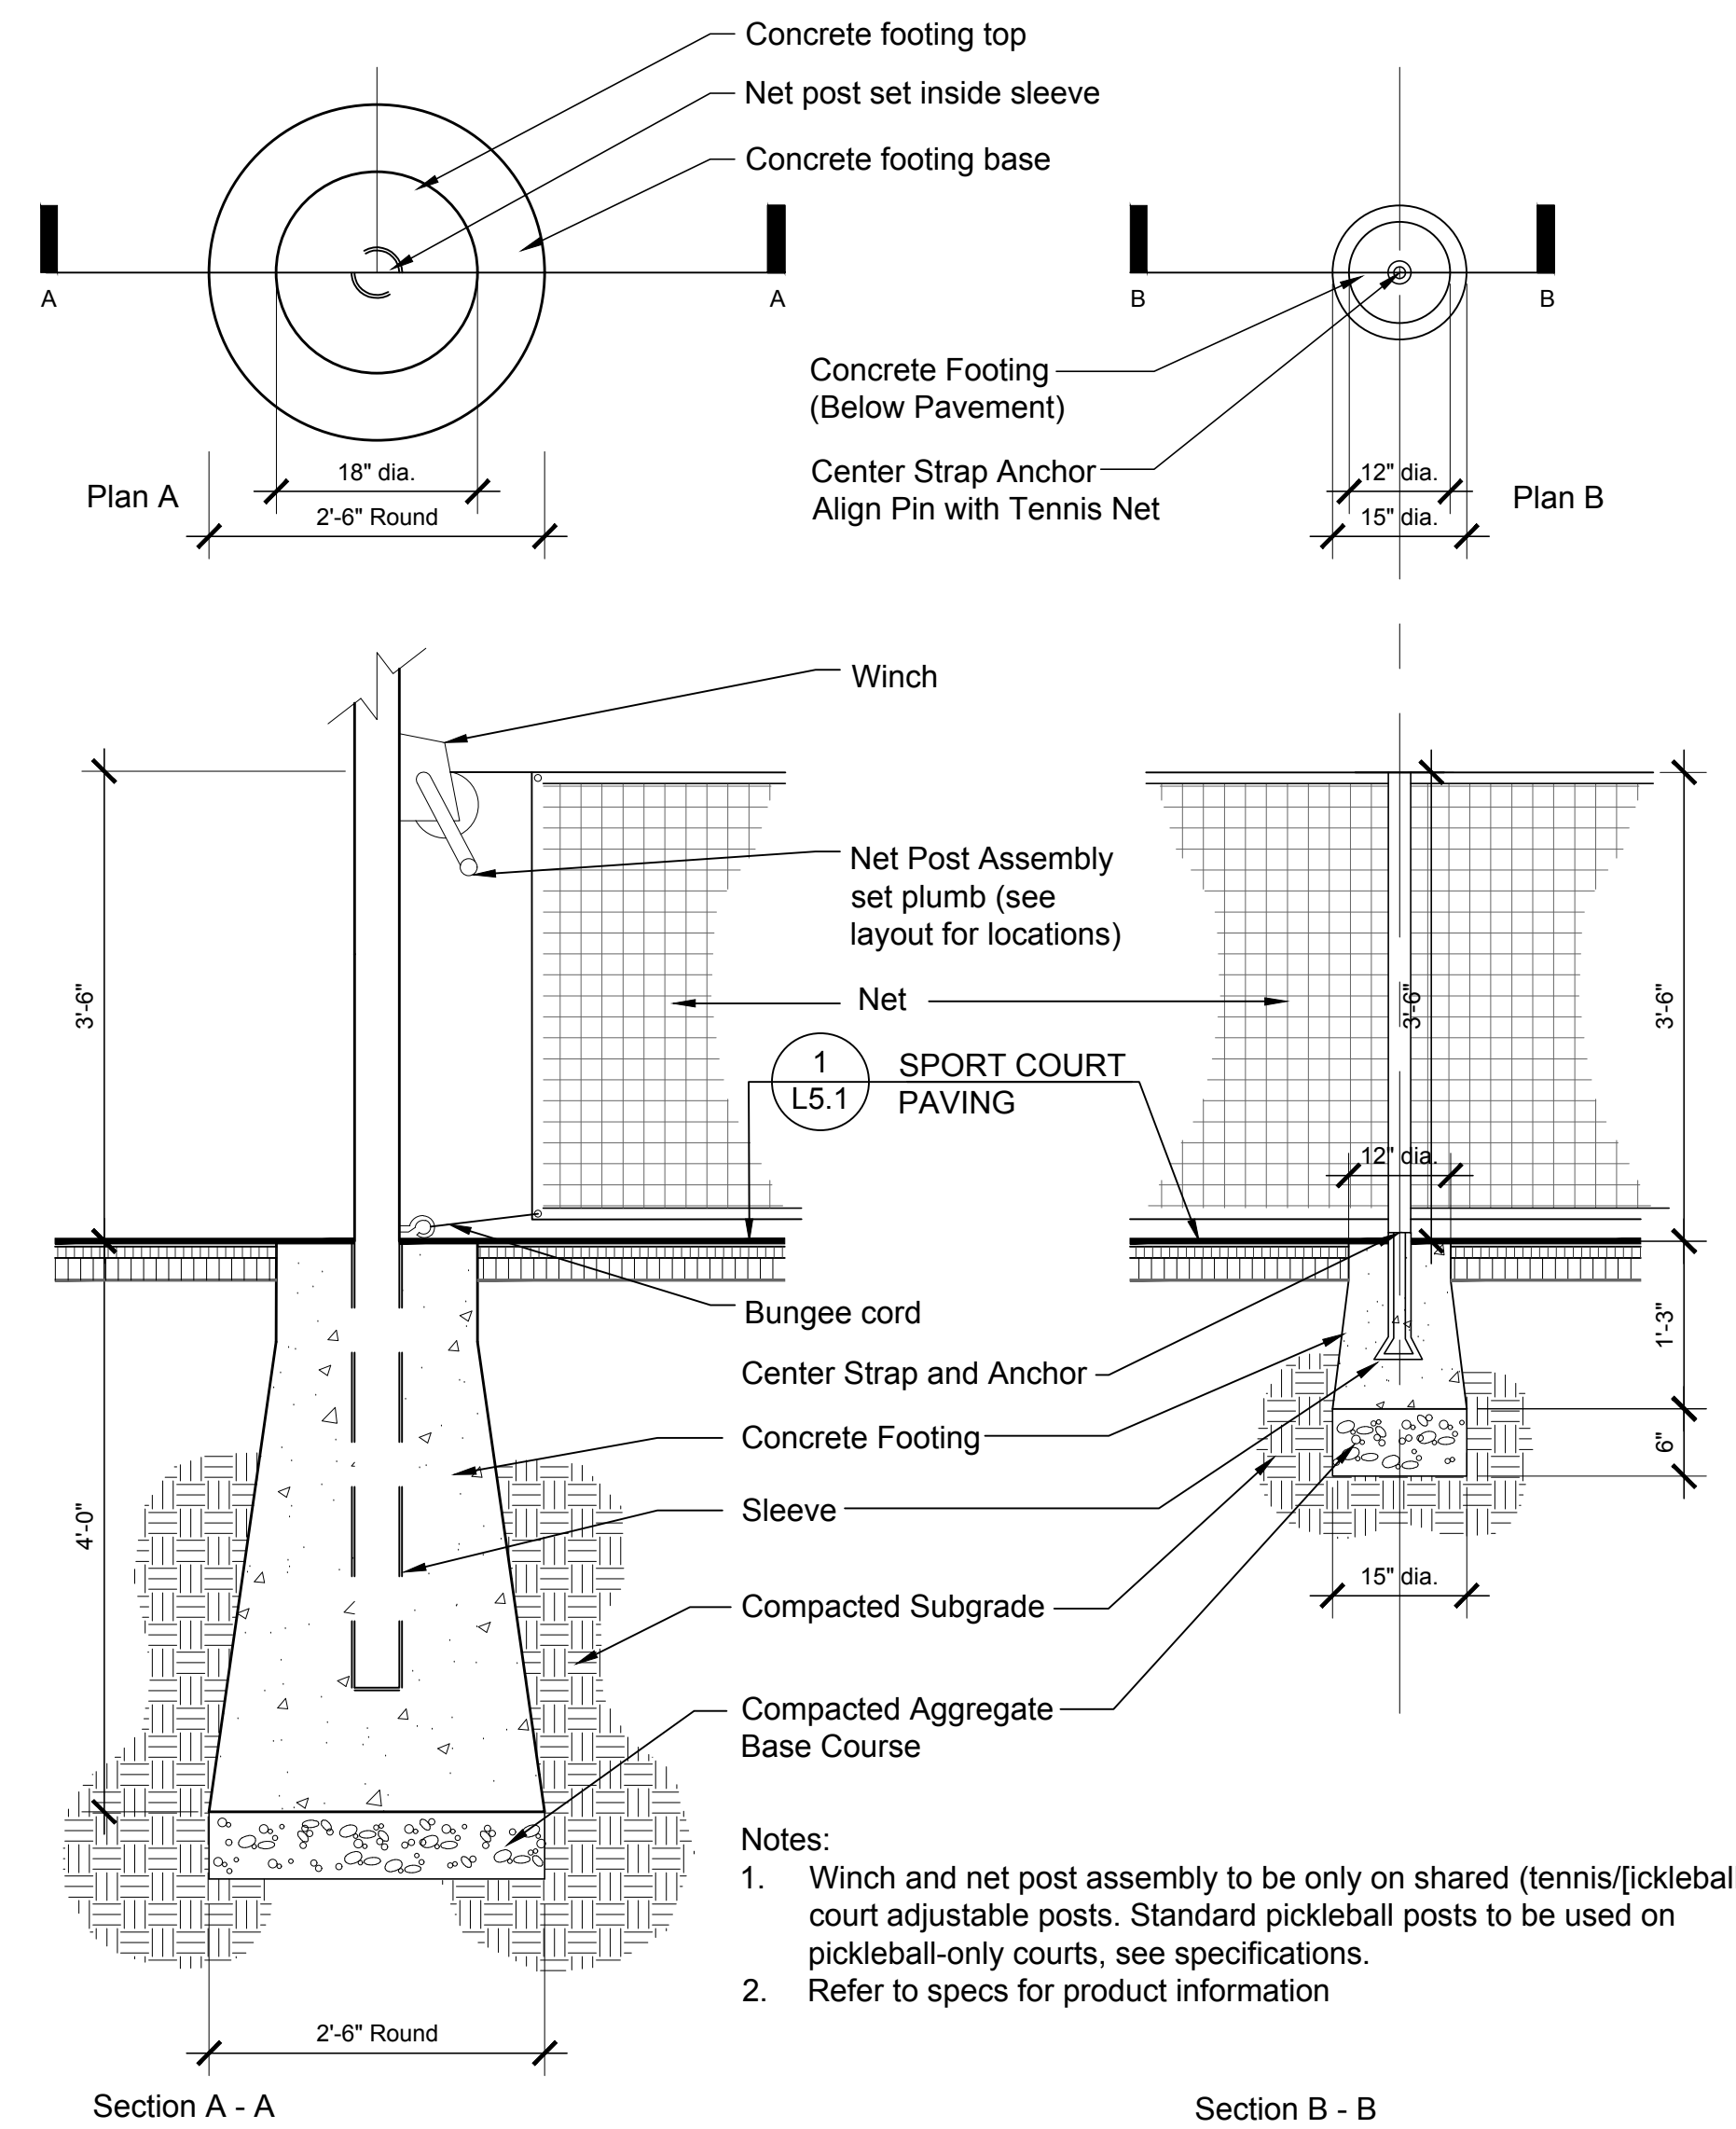 Concrete footing top
Net post set inside sleeve
Concrete footing base
A
A
B
B
Concrete Footing
(Below Pavement)
Center Strap Anchor
Align Pin with Tennis Net
Plan A
18" dia.
2'-6" Round
12" dia.
15" dia.
Plan B
Winch
Net Post Assembly
set plumb (see
layout for locations)
Net
3'-6"
3'-6"
3'-6"
1
L5.1
SPORT COURT
PAVING
12" dia.
Bungee cord
Center Strap and Anchor
Concrete Footing
Sleeve
Compacted Subgrade
Compacted Aggregate
Base Course
4'-0"
1'-3"
6"
15" dia.
Notes:
1. Winch and net post assembly to be only on shared (tennis/[ickleball
court adjustable posts. Standard pickleball posts to be used on
pickleball-only courts, see specifications.
2. Refer to specs for product information
2'-6" Round
Section A - A
Section B - B